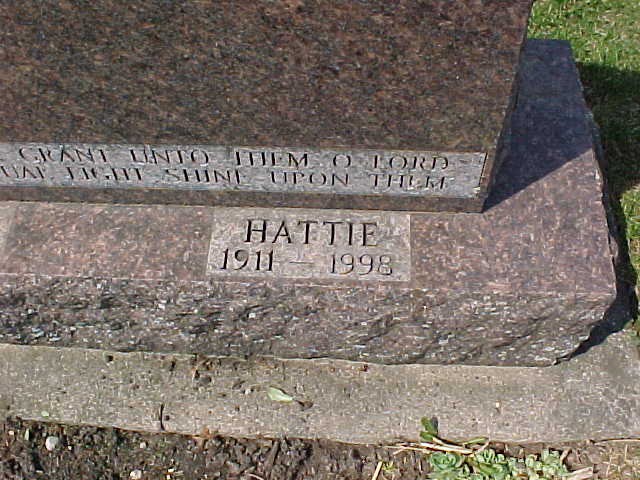 GRANT UNTO THEM O LORD
LIGHT SHINE UPON THEM
HATTIE
1911 — 1998